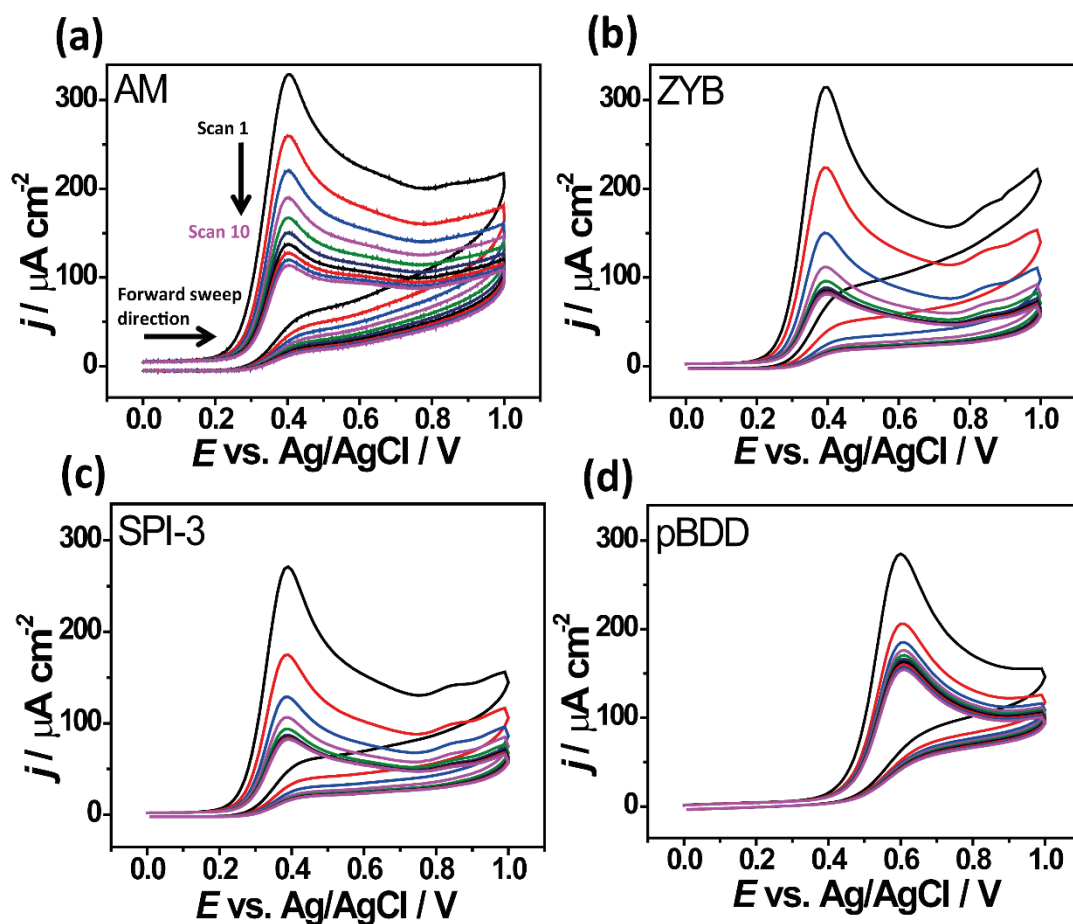 (a)
AM
Scan 1
Scan 10
Forward sweep
direction
300
200
100
0
j / µA cm-2
0.0 0.2 0.4 0.6 0.8 1.0
E vs. Ag/AgCl / V
(b)
ZYB
300
200
100
0
j / µA cm-2
0.0 0.2 0.4 0.6 0.8 1.0
E vs. Ag/AgCl / V
(c)
SPI-3
300
200
100
0
j / µA cm-2
0.0 0.2 0.4 0.6 0.8 1.0
E vs. Ag/AgCl / V
(d)
pBDD
300
200
100
0
j / µA cm-2
0.0 0.2 0.4 0.6 0.8 1.0
E vs. Ag/AgCl / V